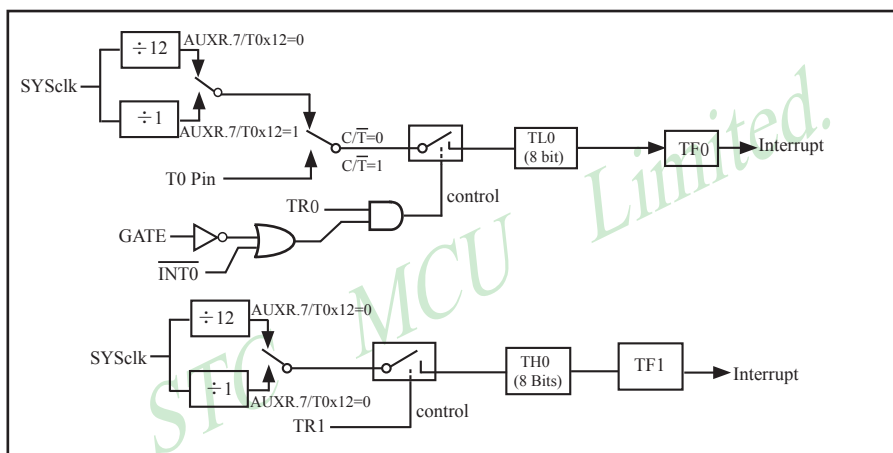 ÷12
AUXR.7/T0x12=0
SYSclk
÷1
AUXR.7/T0x12=1
C/T̅=0
C/T̅=1
T0 Pin
TL0
(8 bit)
TF0
Interrupt
control
TR0
GATE
I̅N̅T̅0̅
÷12
AUXR.7/T0x12=0
SYSclk
÷1
AUXR.7/T0x12=0
TH0
(8 Bits)
TF1
Interrupt
control
TR1
STC MCU Limited.